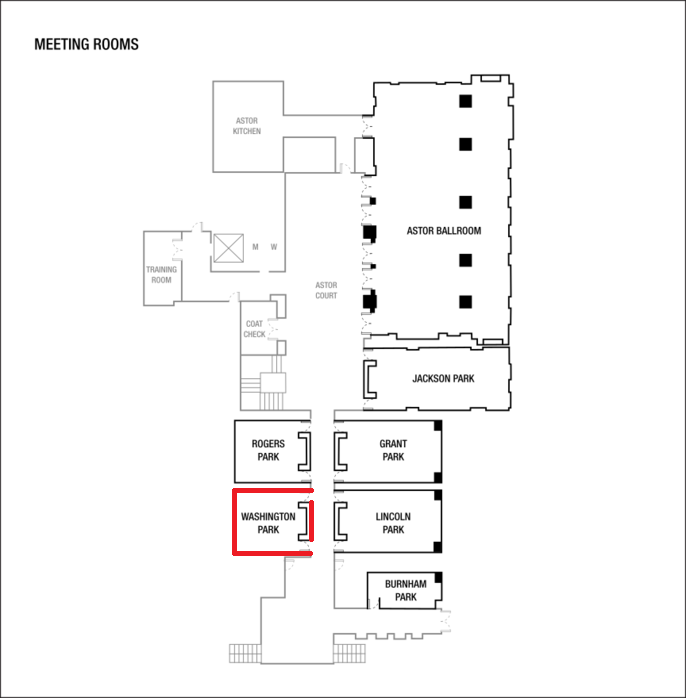 MEETING ROOMS
ASTOR
KITCHEN
ASTOR BALLROOM
M W
TRAINING
ROOM
ASTOR
COURT
COAT
CHECK
JACKSON PARK
ROGERS
PARK
GRANT
PARK
WASHINGTON
PARK
LINCOLN
PARK
BURNHAM
PARK